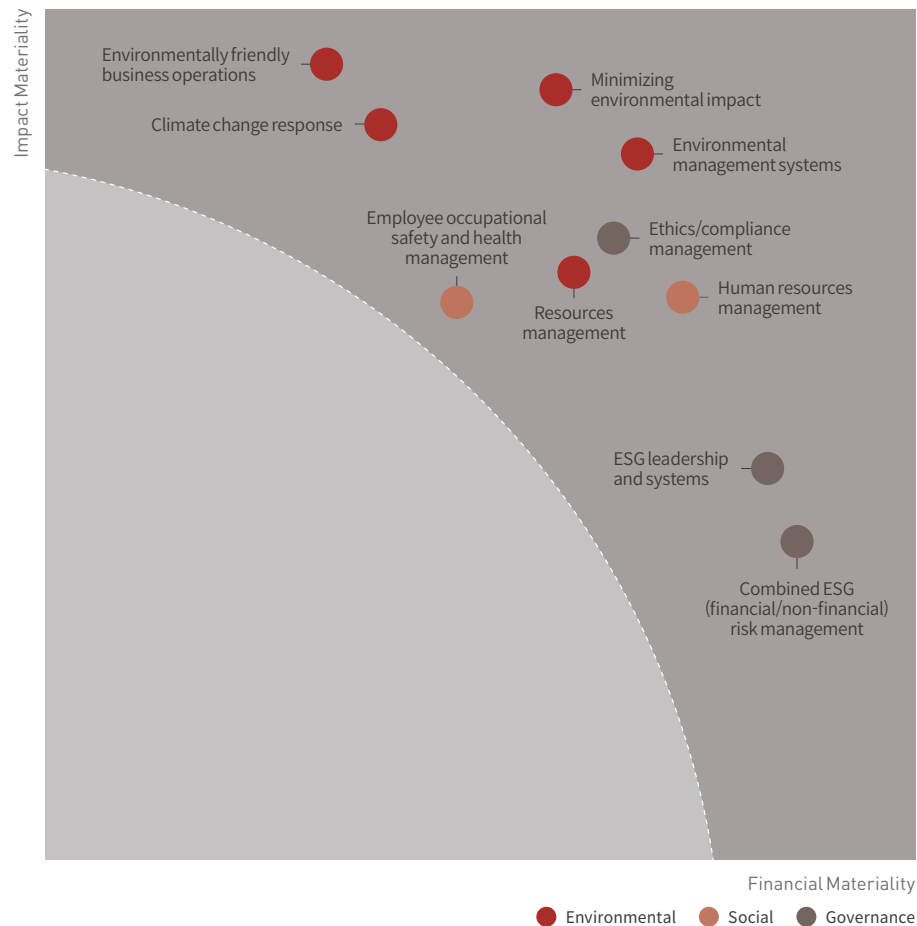 Impact Materiality
Environmentally friendly
business operations
Minimizing
environmental impact
Climate change response
Environmental
management systems
Employee occupational
safety and health
management
Ethics/compliance
management
Resources
management
Human resources
management
ESG leadership
and systems
Combined ESG
(financial/non-financial)
risk management
Financial Materiality
Environmental
Social
Governance